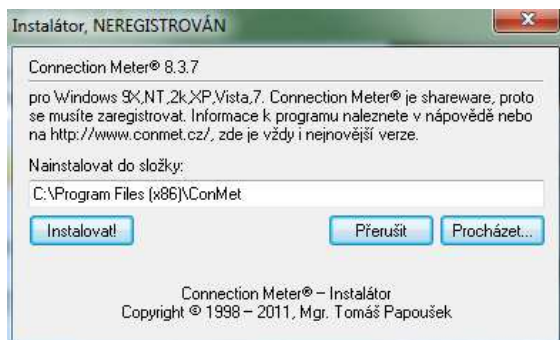 Instalátor, NEREGISTROVÁN
Connection Meter® 8.3.7
pro Windows 9X,NT,2k,XP,Vista,7. Connection Meter® je shareware, proto
se musíte zaregistrovat. Informace k programu naleznete v nápovědě nebo
na http://www.conmet.cz/, zde je vždy i nejnovější verze.
Nainstalovat do složky:
C:\Program Files (x86)\ConMet
Instalovat! Přerušit Procházet...
Connection Meter® – Instalátor
Copyright © 1998 – 2011, Mgr. Tomáš Papoušek